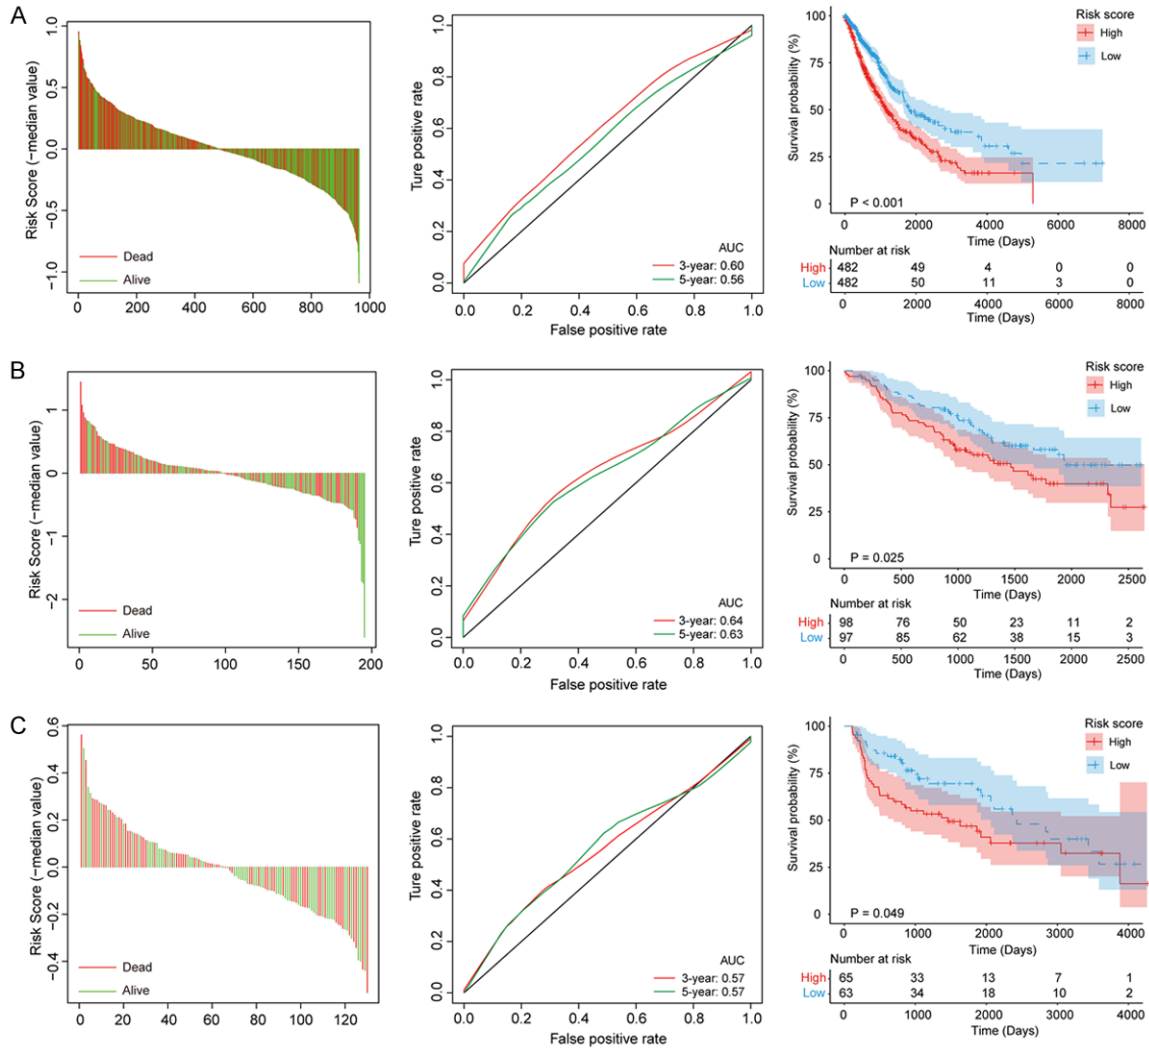 A
Risk Score (−median value)
1.0
0.5
0.0
−0.5
−1.0
Dead
Alive
0 200 400 600 800 1000
Ture positive rate
1.0
0.8
0.6
0.4
0.2
0.0
AUC
3-year: 0.60
5-year: 0.56
0.0 0.2 0.4 0.6 0.8 1.0
False positive rate
Survival probability (%)
100
75
50
25
0
Risk score
High
Low
P < 0.001
0 2000 4000 6000 8000
Time (Days)
Number at risk
High 482 49 4 0 0
Low 482 50 11 3 0
0 2000 4000 6000 8000
Time (Days)
B
Risk Score (−median value)
1
0
−1
−2
Dead
Alive
0 50 100 150 200
Ture positive rate
1.0
0.8
0.6
0.4
0.2
0.0
AUC
3-year: 0.64
5-year: 0.63
0.0 0.2 0.4 0.6 0.8 1.0
False positive rate
Survival probability (%)
100
75
50
25
0
Risk score
High
Low
P = 0.025
0 500 1000 1500 2000 2500
Time (Days)
Number at risk
High 98 76 50 23 11 2
Low 97 85 62 38 15 3
0 500 1000 1500 2000 2500
Time (Days)
C
Risk Score (−median value)
0.6
0.4
0.2
0.0
−0.2
−0.4
Dead
Alive
0 20 40 60 80 100 120
Ture positive rate
1.0
0.8
0.6
0.4
0.2
0.0
AUC
3-year: 0.57
5-year: 0.57
0.0 0.2 0.4 0.6 0.8 1.0
False positive rate
Survival probability (%)
100
75
50
25
0
Risk score
High
Low
P = 0.049
0 1000 2000 3000 4000
Time (Days)
Number at risk
High 65 33 13 7 1
Low 63 34 18 10 2
0 1000 2000 3000 4000
Time (Days)